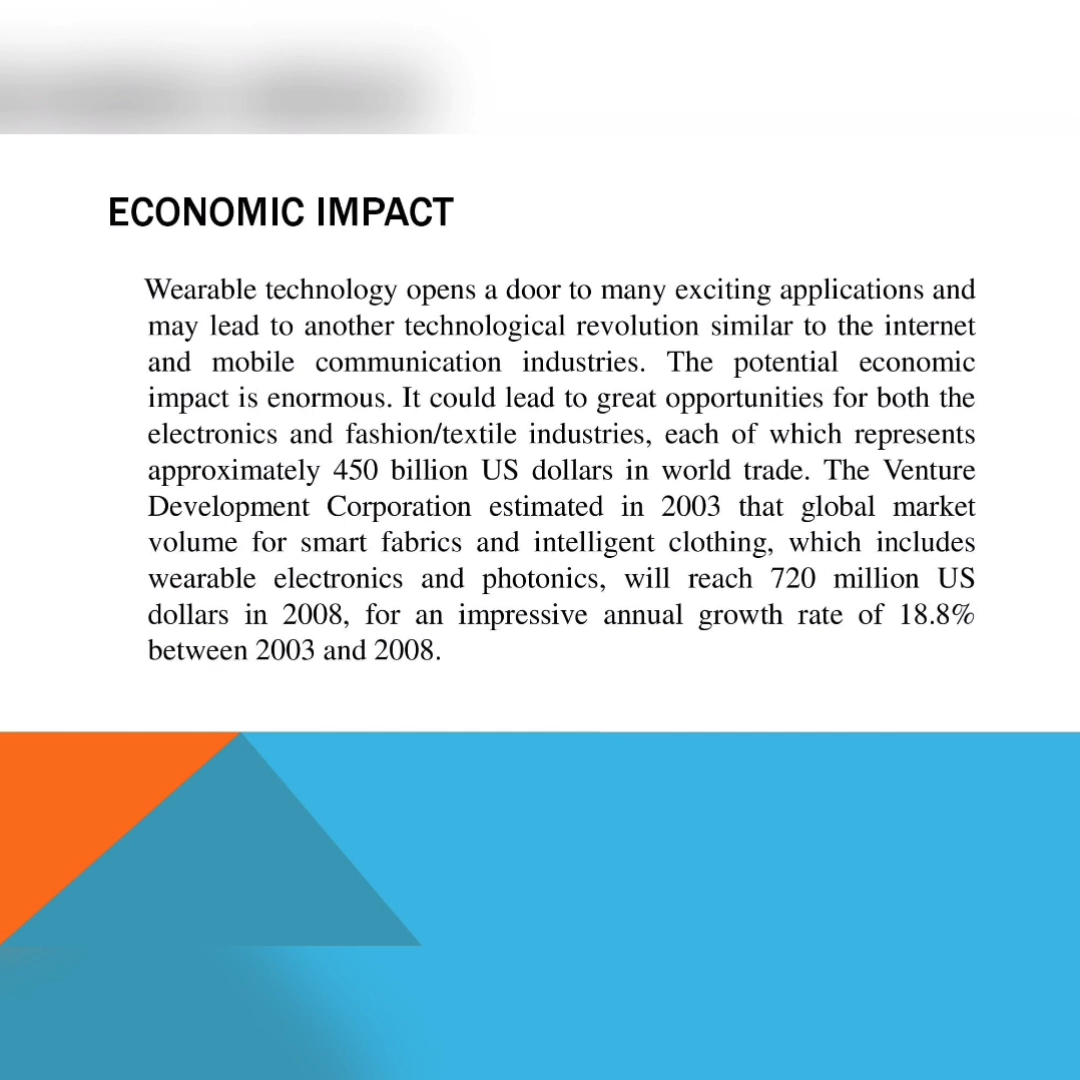 ECONOMIC IMPACT
Wearable technology opens a door to many exciting applications and
may lead to another technological revolution similar to the internet
and mobile communication industries. The potential economic
impact is enormous. It could lead to great opportunities for both the
electronics and fashion/textile industries, each of which represents
approximately 450 billion US dollars in world trade. The Venture
Development Corporation estimated in 2003 that global market
volume for smart fabrics and intelligent clothing, which includes
wearable electronics and photonics, will reach 720 million US
dollars in 2008, for an impressive annual growth rate of 18.8%
between 2003 and 2008.